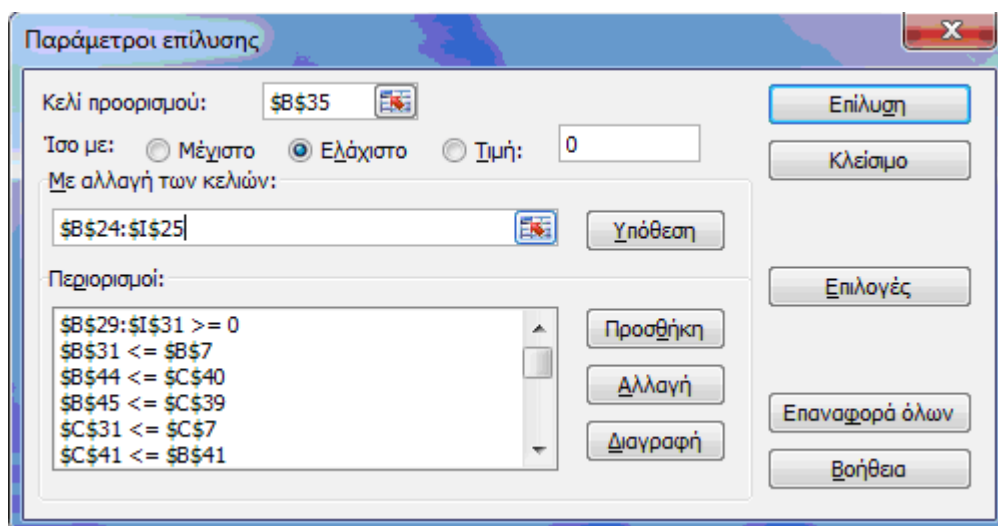 Παράμετροι επίλυσης
X
Κελί προορισμού: $B$35
Επίλυση
Ίσο με: Μέγιστο Ελάχιστο Τιμή: 0
Κλείσιμο
Με αλλαγή των κελιών:
$B$24:$I$25
Υπόθεση
Περιορισμοί:
Επιλογές
$B$29:$I$31 >= 0
$B$31 <= $B$7
$B$44 <= $C$40
$B$45 <= $C$39
$C$31 <= $C$7
$C$41 <= $B$41
Προσθήκη
Αλλαγή
Διαγραφή
Επαναφορά όλων
Βοήθεια